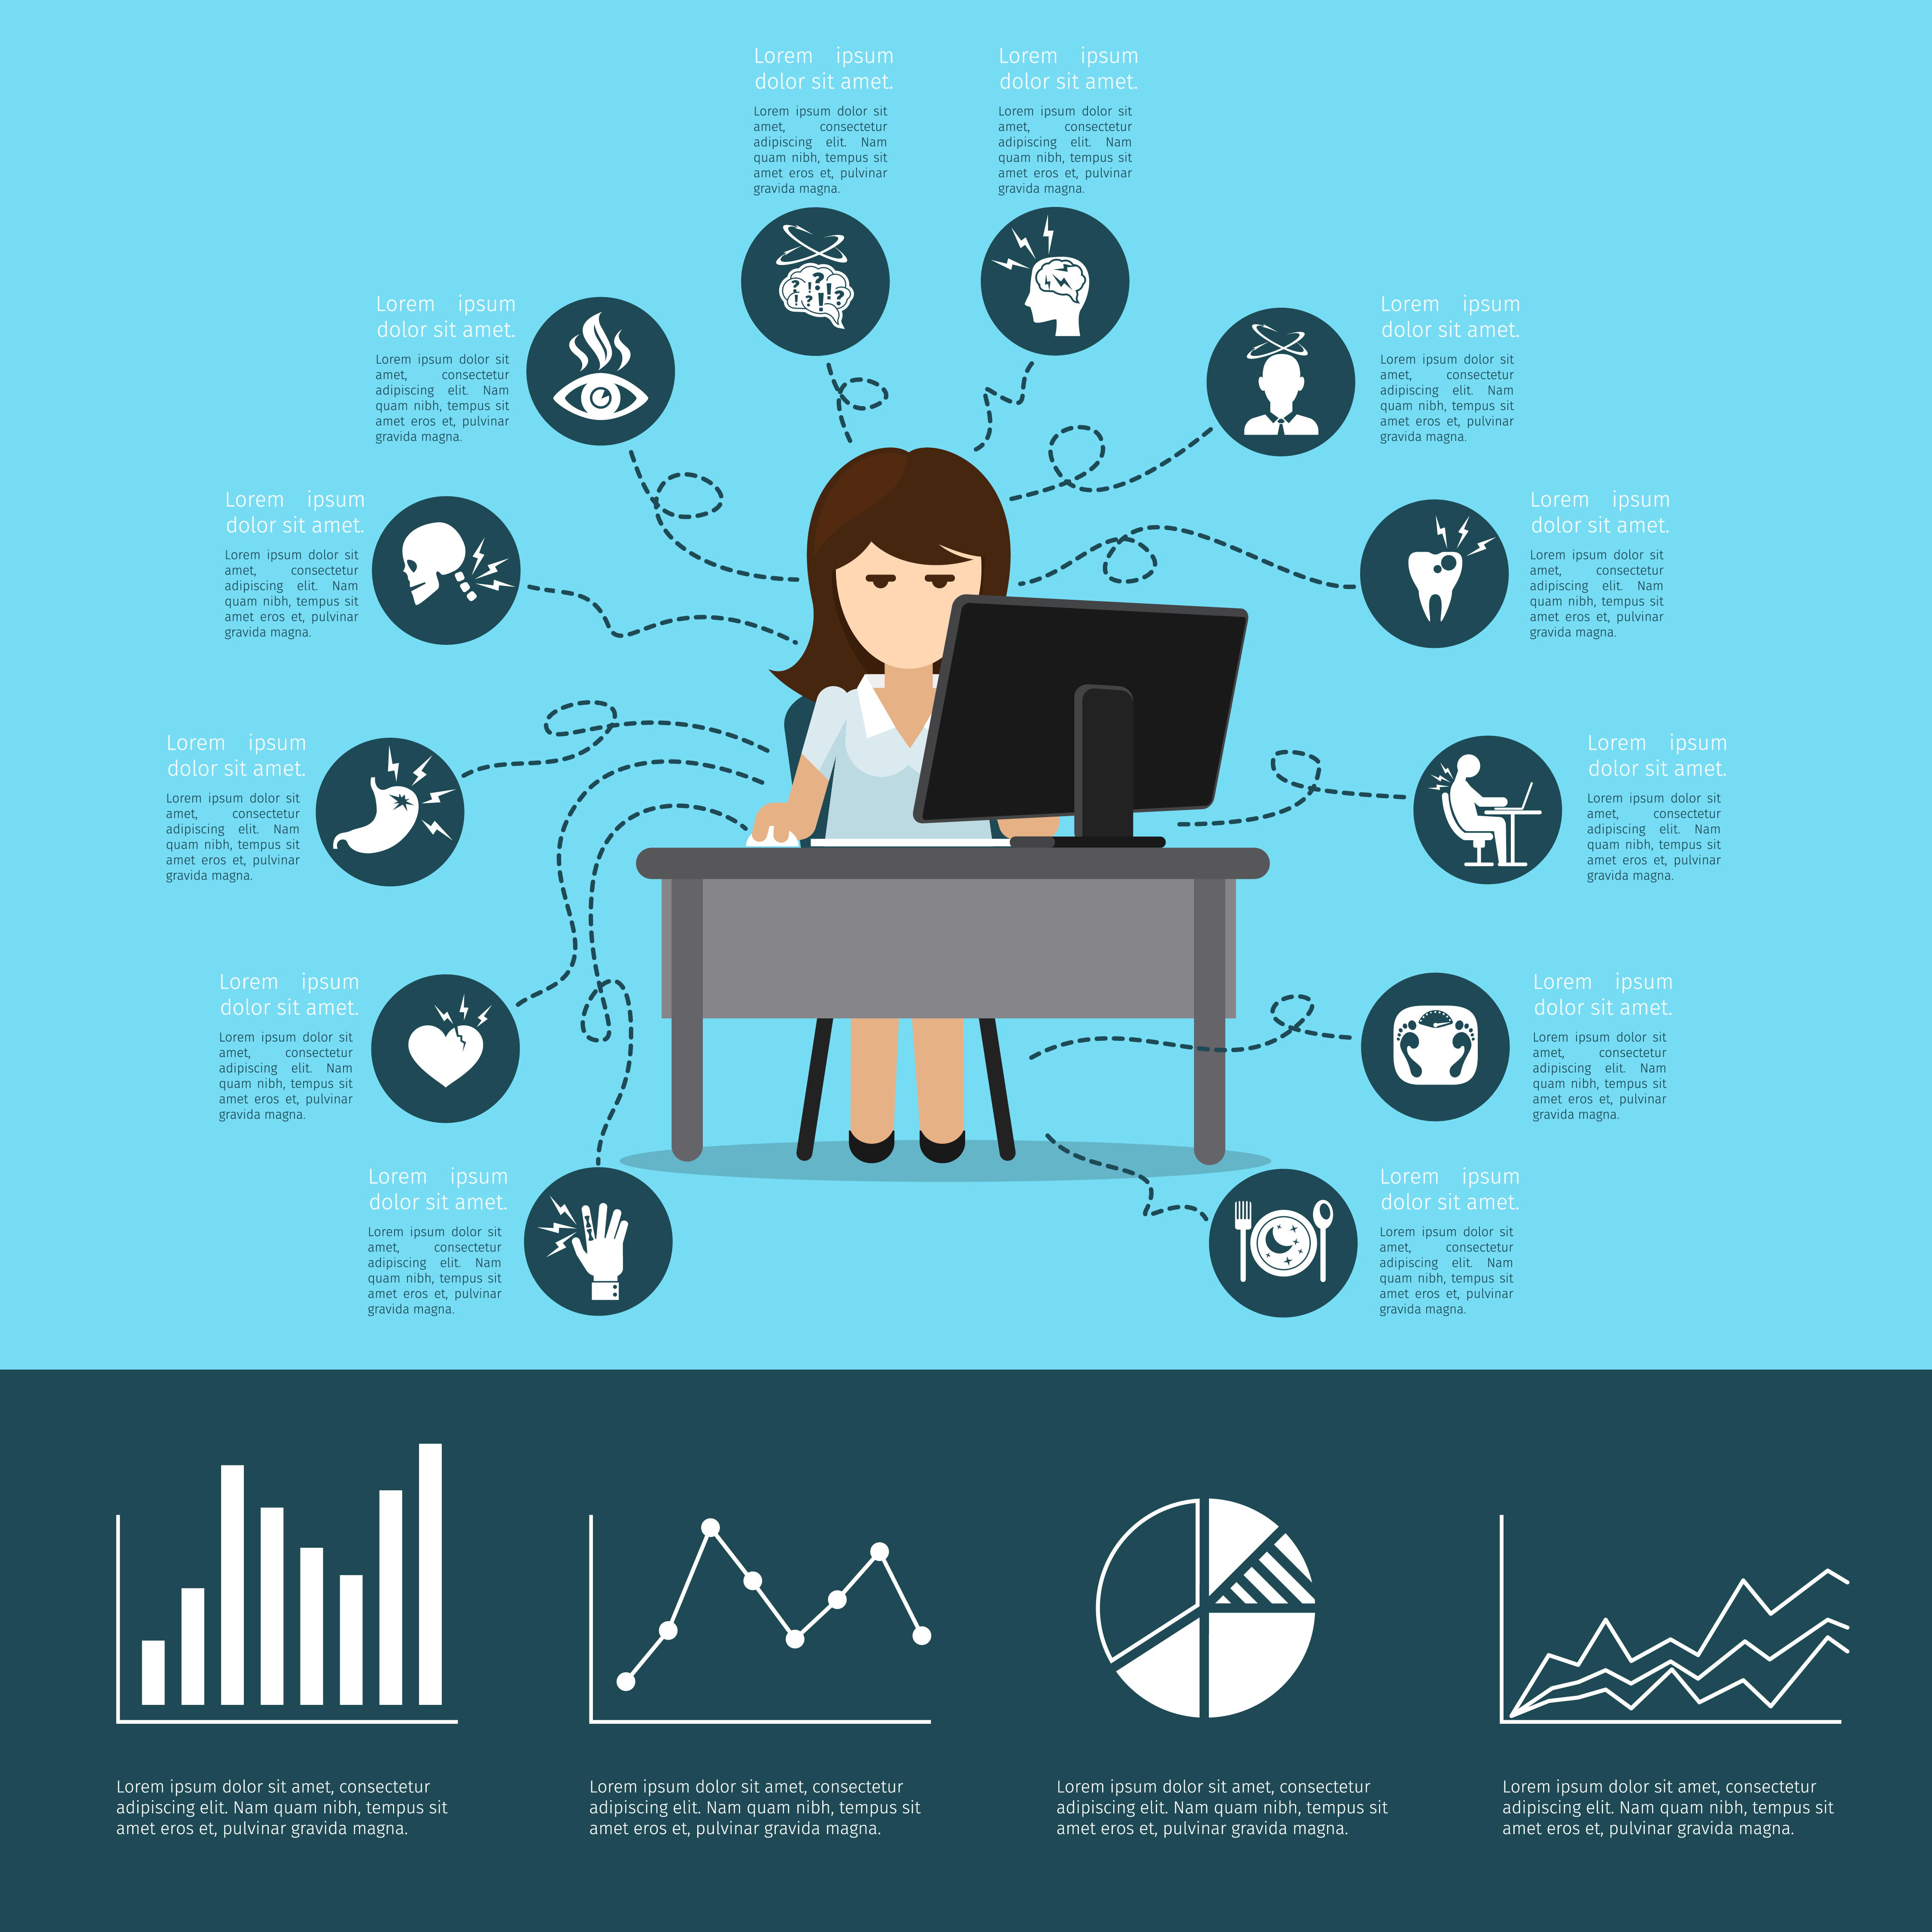 Lorem ipsum
dolor sit amet.
Lorem ipsum dolor sit
amet, consectetur
adipiscing elit. Nam
quam nibh, tempus sit
amet eros et, pulvinar
gravida magna.
Lorem ipsum
dolor sit amet.
Lorem ipsum dolor sit
amet, consectetur
adipiscing elit. Nam
quam nibh, tempus sit
amet eros et, pulvinar
gravida magna.
Lorem ipsum
dolor sit amet.
Lorem ipsum dolor sit
amet, consectetur
adipiscing elit. Nam
quam nibh, tempus sit
amet eros et, pulvinar
gravida magna.
Lorem ipsum
dolor sit amet.
Lorem ipsum dolor sit
amet, consectetur
adipiscing elit. Nam
quam nibh, tempus sit
amet eros et, pulvinar
gravida magna.
Lorem ipsum
dolor sit amet.
Lorem ipsum dolor sit
amet, consectetur
adipiscing elit. Nam
quam nibh, tempus sit
amet eros et, pulvinar
gravida magna.
Lorem ipsum
dolor sit amet.
Lorem ipsum dolor sit
amet, consectetur
adipiscing elit. Nam
quam nibh, tempus sit
amet eros et, pulvinar
gravida magna.
Lorem ipsum
dolor sit amet.
Lorem ipsum dolor sit
amet, consectetur
adipiscing elit. Nam
quam nibh, tempus sit
amet eros et, pulvinar
gravida magna.
Lorem ipsum
dolor sit amet.
Lorem ipsum dolor sit
amet, consectetur
adipiscing elit. Nam
quam nibh, tempus sit
amet eros et, pulvinar
gravida magna.
Lorem ipsum
dolor sit amet.
Lorem ipsum dolor sit
amet, consectetur
adipiscing elit. Nam
quam nibh, tempus sit
amet eros et, pulvinar
gravida magna.
Lorem ipsum
dolor sit amet.
Lorem ipsum dolor sit
amet, consectetur
adipiscing elit. Nam
quam nibh, tempus sit
amet eros et, pulvinar
gravida magna.
Lorem ipsum
dolor sit amet.
Lorem ipsum dolor sit
amet, consectetur
adipiscing elit. Nam
quam nibh, tempus sit
amet eros et, pulvinar
gravida magna.
Lorem ipsum
dolor sit amet.
Lorem ipsum dolor sit
amet, consectetur
adipiscing elit. Nam
quam nibh, tempus sit
amet eros et, pulvinar
gravida magna.
Lorem ipsum dolor sit amet, consectetur
adipiscing elit. Nam quam nibh, tempus sit
amet eros et, pulvinar gravida magna.
Lorem ipsum dolor sit amet, consectetur
adipiscing elit. Nam quam nibh, tempus sit
amet eros et, pulvinar gravida magna.
Lorem ipsum dolor sit amet, consectetur
adipiscing elit. Nam quam nibh, tempus sit
amet eros et, pulvinar gravida magna.
Lorem ipsum dolor sit amet, consectetur
adipiscing elit. Nam quam nibh, tempus sit
amet eros et, pulvinar gravida magna.